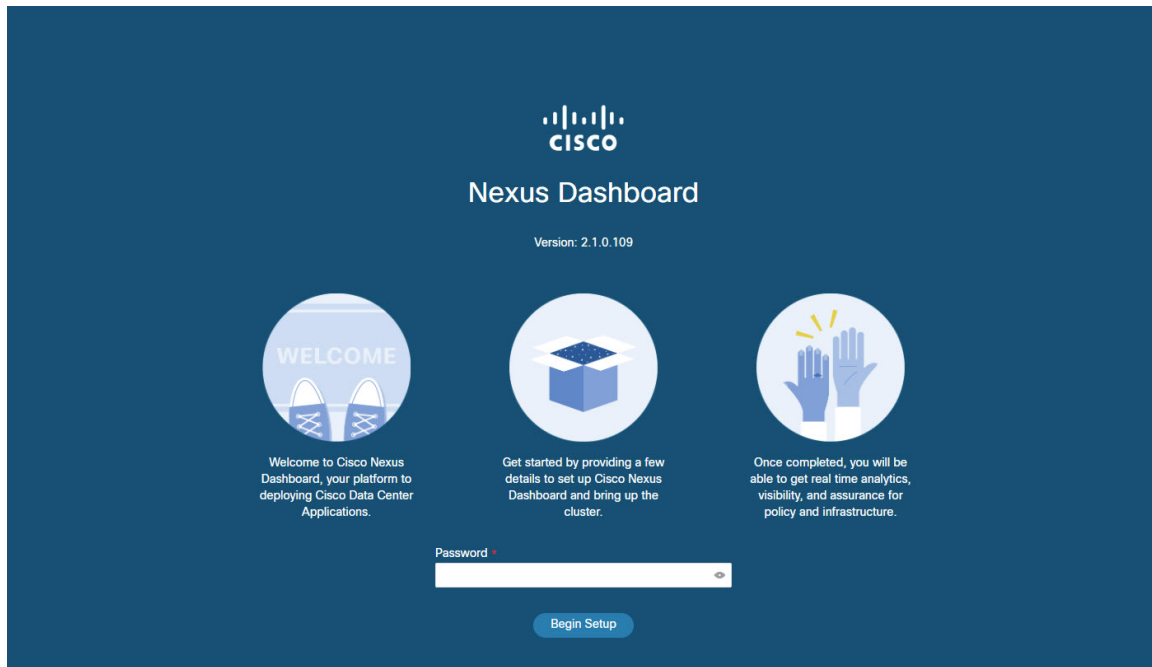 CISCO
Nexus Dashboard
Version: 2.1.0.109
WELCOME
Welcome to Cisco Nexus
Dashboard, your platform to
deploying Cisco Data Center
Applications.
Get started by providing a few
details to set up Cisco Nexus
Dashboard and bring up the
cluster.
Once completed, you will be
able to get real time analytics,
visibility, and assurance for
policy and infrastructure.
Password *
Begin Setup